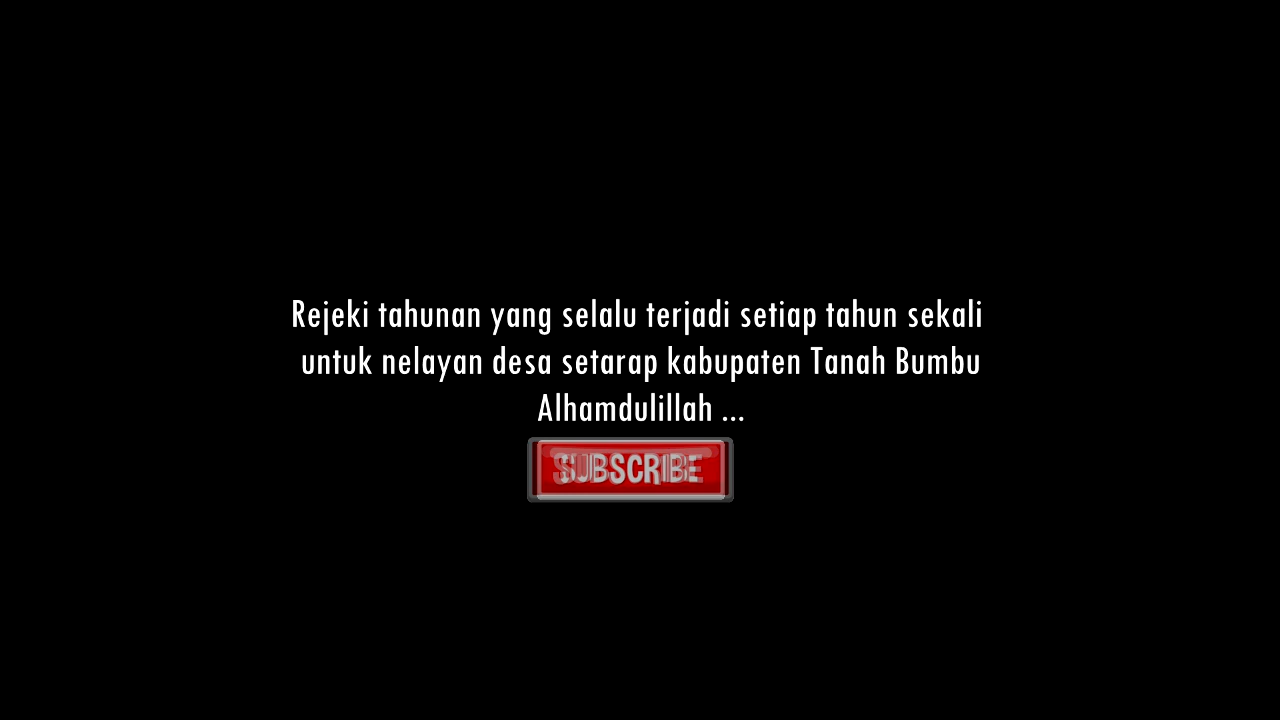 Rejeki tahunan yang selalu terjadi setiap tahun sekali
untuk nelayan desa setarap kabupaten Tanah Bumbu
Alhamdulillah ...
SUBSCRIBE